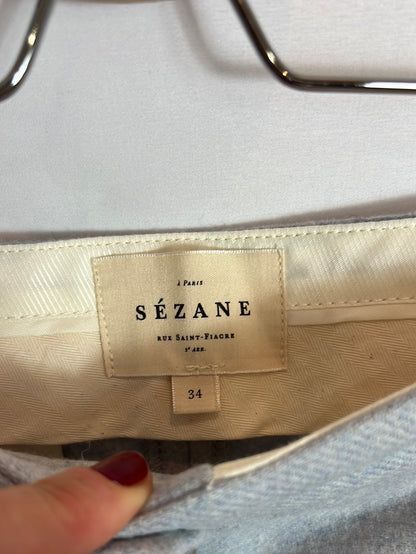 À PARIS
SÉZANE
RUE SAINT-FIACRE
2E ARR.
34